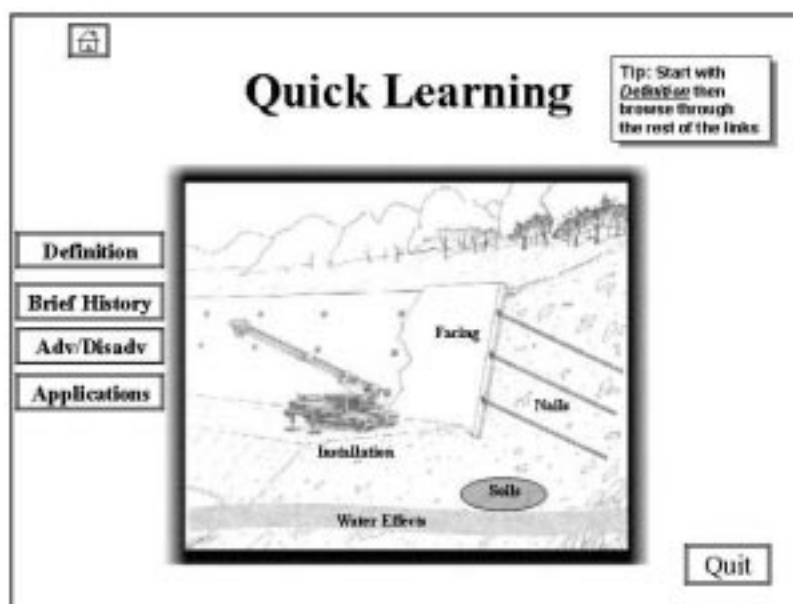 Quick Learning
Tip: Start with
Definition then
browse through
the rest of the links
Definition
Brief History
Adv/Disadv
Applications
Facing
Nails
Installation
Soils
Water Effects
Quit